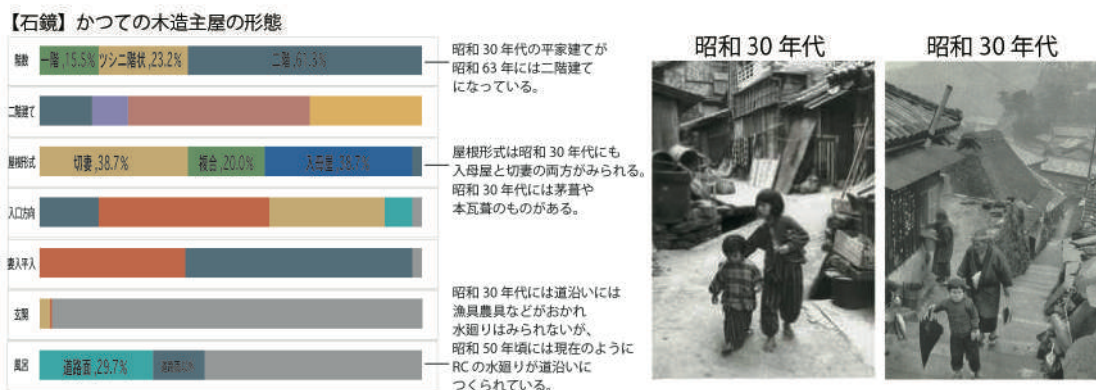 【石鏡】かつての木造主屋の形態
階数
一階 ,15.5%
ツシ二階状 ,23.2%
二階 ,61.3%
昭和 30 年代の平家建てが
昭和 63 年には二階建て
になっている。
二階建て
屋根形式
切妻 ,38.7%
複合 ,20.0%
入母屋 ,38.7%
屋根形式は昭和 30 年代にも
入母屋と切妻の両方がみられる。
昭和 30 年代には茅葺や
本瓦葺のものがある。
入口方向
妻入平入
玄関
昭和 30 年代には道沿いには
漁具農具などがおかれ
水廻りはみられないが、
昭和 50 年頃には現在のように
RCの水廻りが道沿いに
つくられている。
風呂
道路面 ,29.7%
昭和 30 年代
昭和 30 年代